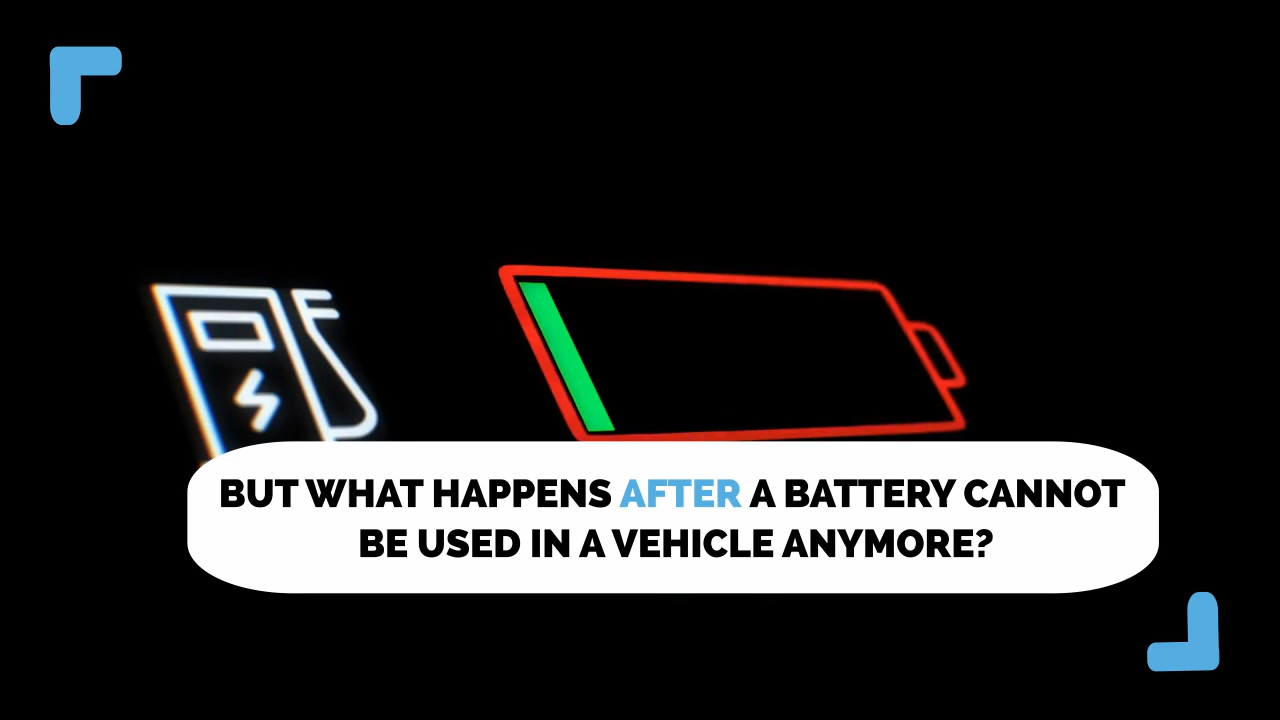 BUT WHAT HAPPENS AFTER A BATTERY CANNOT
BE USED IN A VEHICLE ANYMORE?